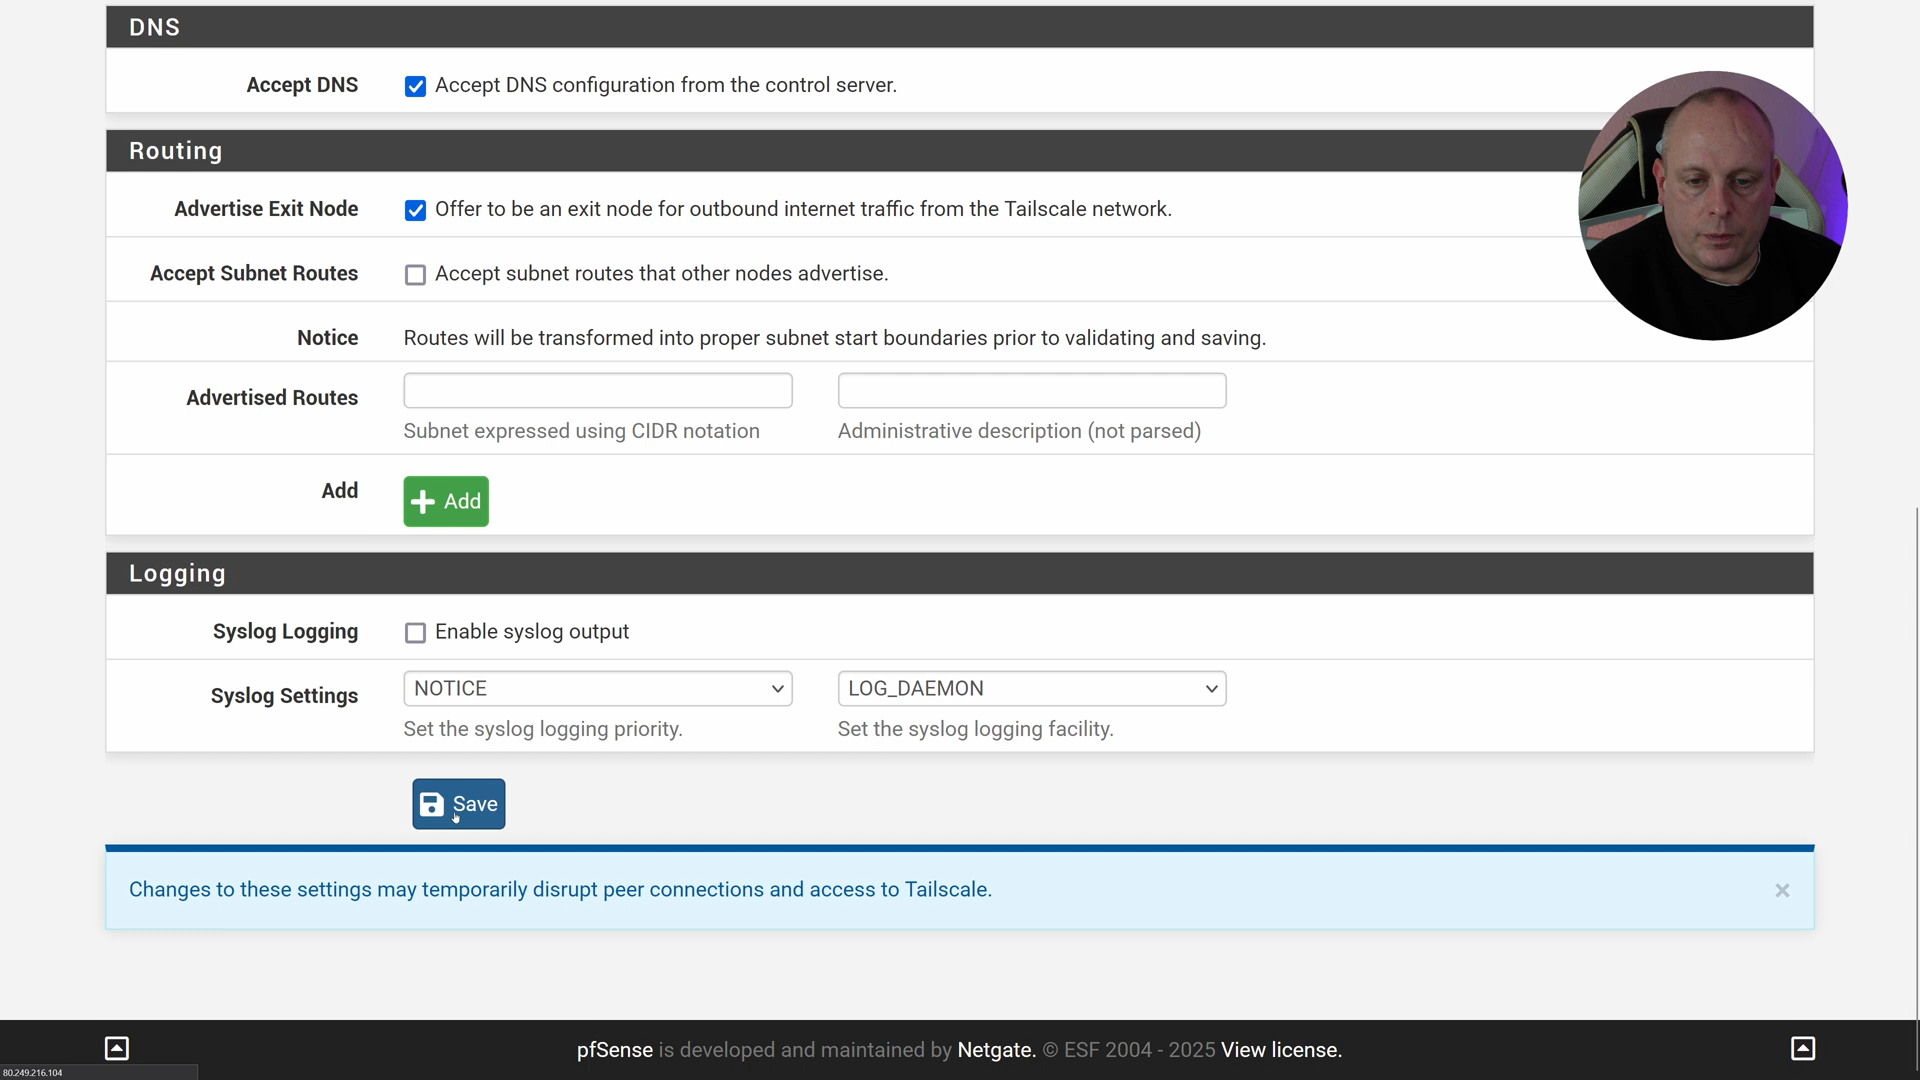 DNS
Accept DNS
Accept DNS configuration from the control server.
Routing
Advertise Exit Node
Offer to be an exit node for outbound internet traffic from the Tailscale network.
Accept Subnet Routes
Accept subnet routes that other nodes advertise.
Notice
Routes will be transformed into proper subnet start boundaries prior to validating and saving.
Advertised Routes
Subnet expressed using CIDR notation
Administrative description (not parsed)
Add
Add
Logging
Syslog Logging
Enable syslog output
Syslog Settings
NOTICE
LOG_DAEMON
Set the syslog logging priority.
Set the syslog logging facility.
Save
Changes to these settings may temporarily disrupt peer connections and access to Tailscale.
×
pfSense is developed and maintained by Netgate. © ESF 2004 - 2025 View license.
80.249.216.104